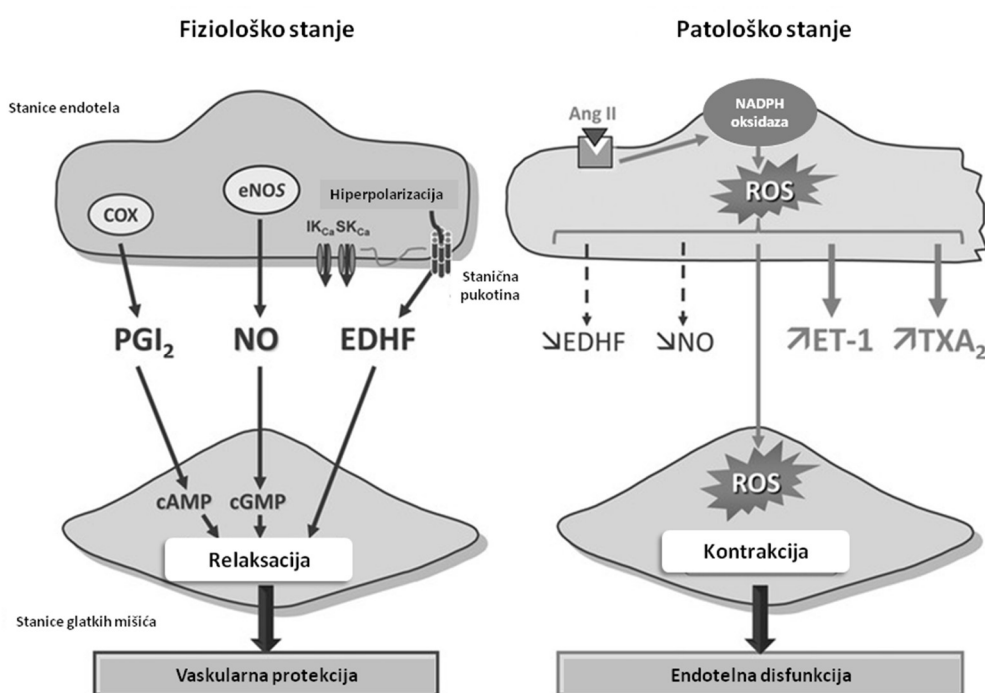 Fiziološko stanje
Stanice endotela
COX
eNOS
Hiperpolarizacija
IKCa SKCa
Stanična
pukotina
PGI2
NO
EDHF
cAMP
cGMP
Relaksacija
Stanice glatkih mišića
Vaskularna protekcija
Patološko stanje
Ang II
NADPH
oksidaza
ROS
↘EDHF
↘NO
↗ET-1
↗TXA2
ROS
Kontrakcija
Endotelna disfunkcija